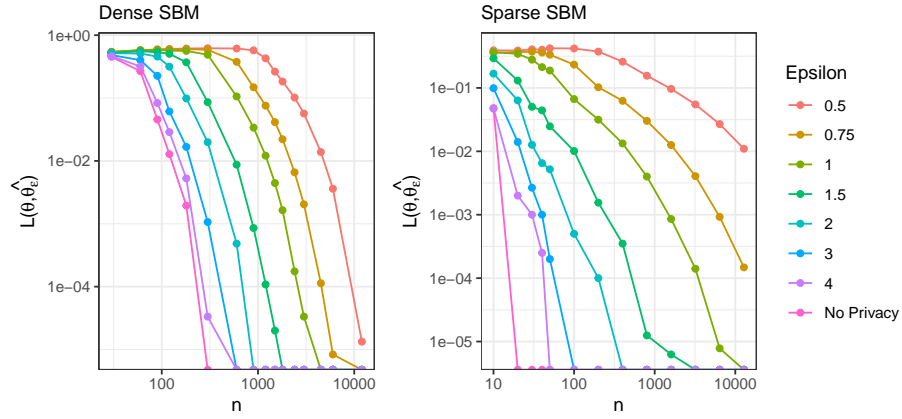 Dense SBM
Sparse SBM
1e+00
1e−02
1e−04
L(θ,θ̂ε)
100
1000
10000
n
1e−01
1e−02
1e−03
1e−04
1e−05
L(θ,θ̂ε)
10
100
1000
10000
n
Epsilon
0.5
0.75
1
1.5
2
3
4
No Privacy